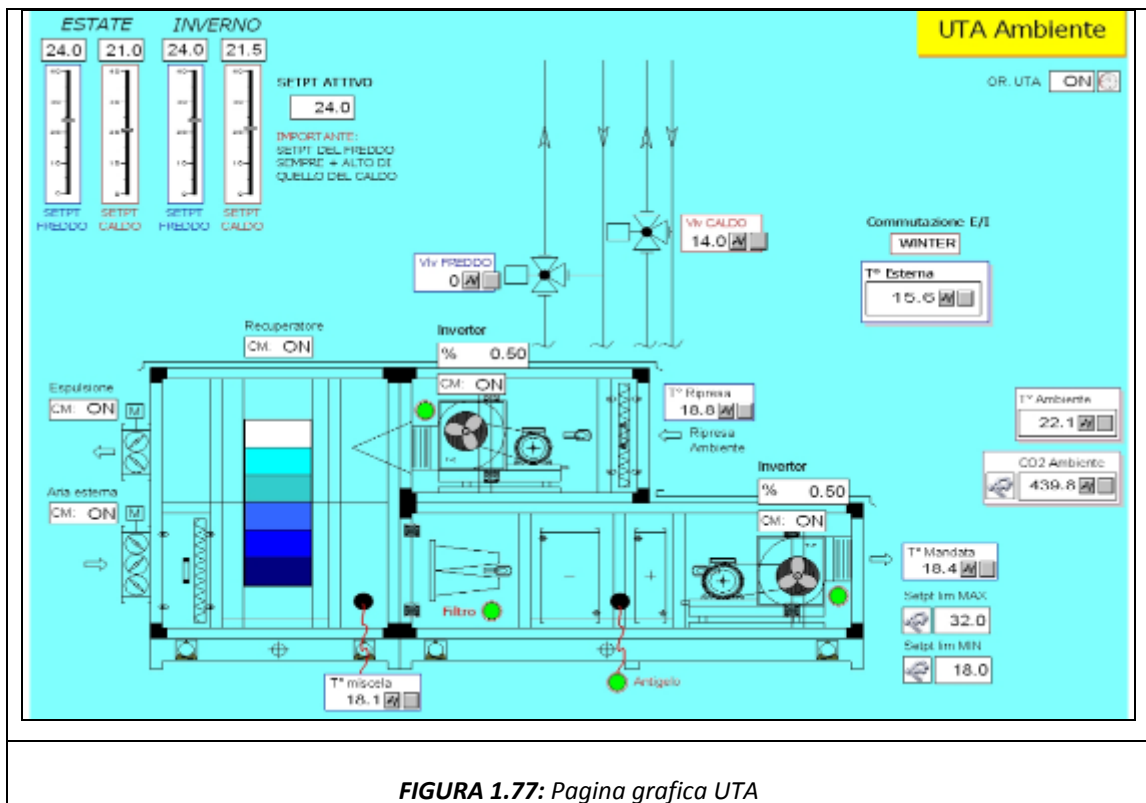 ESTATE INVERNO
24.0 21.0 24.0 21.5
SETPT FREDDO
SETPT CALDO
SETPT FREDDO
SETPT CALDO
SETPT ATTIVO
24.0
IMPORTANTE:
SETPT DEL FREDDO
SEMPRE + ALTO DI
QUELLO DEL CALDO
UTA Ambiente
OR. UTA ON
Vlv CALDO
14.0
Vlv FREDDO
0
Commutazione E/I
WINTER
T° Esterna
15.6
Recuperatore
CM: ON
Invertor
% 0.50
CM: ON
Espulsione
CM: ON
M
T° Ripresa
18.8
Ripresa
Ambiente
T° Ambiente
22.1
CO2 Ambiente
439.8
Aria esterna
CM: ON
M
Invertor
% 0.50
CM: ON
T° Mandata
18.4
Setpt lim MAX
32.0
Setpt lim MIN
18.0
Filtro
- +
T° miscela
18.1
Antigelo
FIGURA 1.77: Pagina grafica UTA